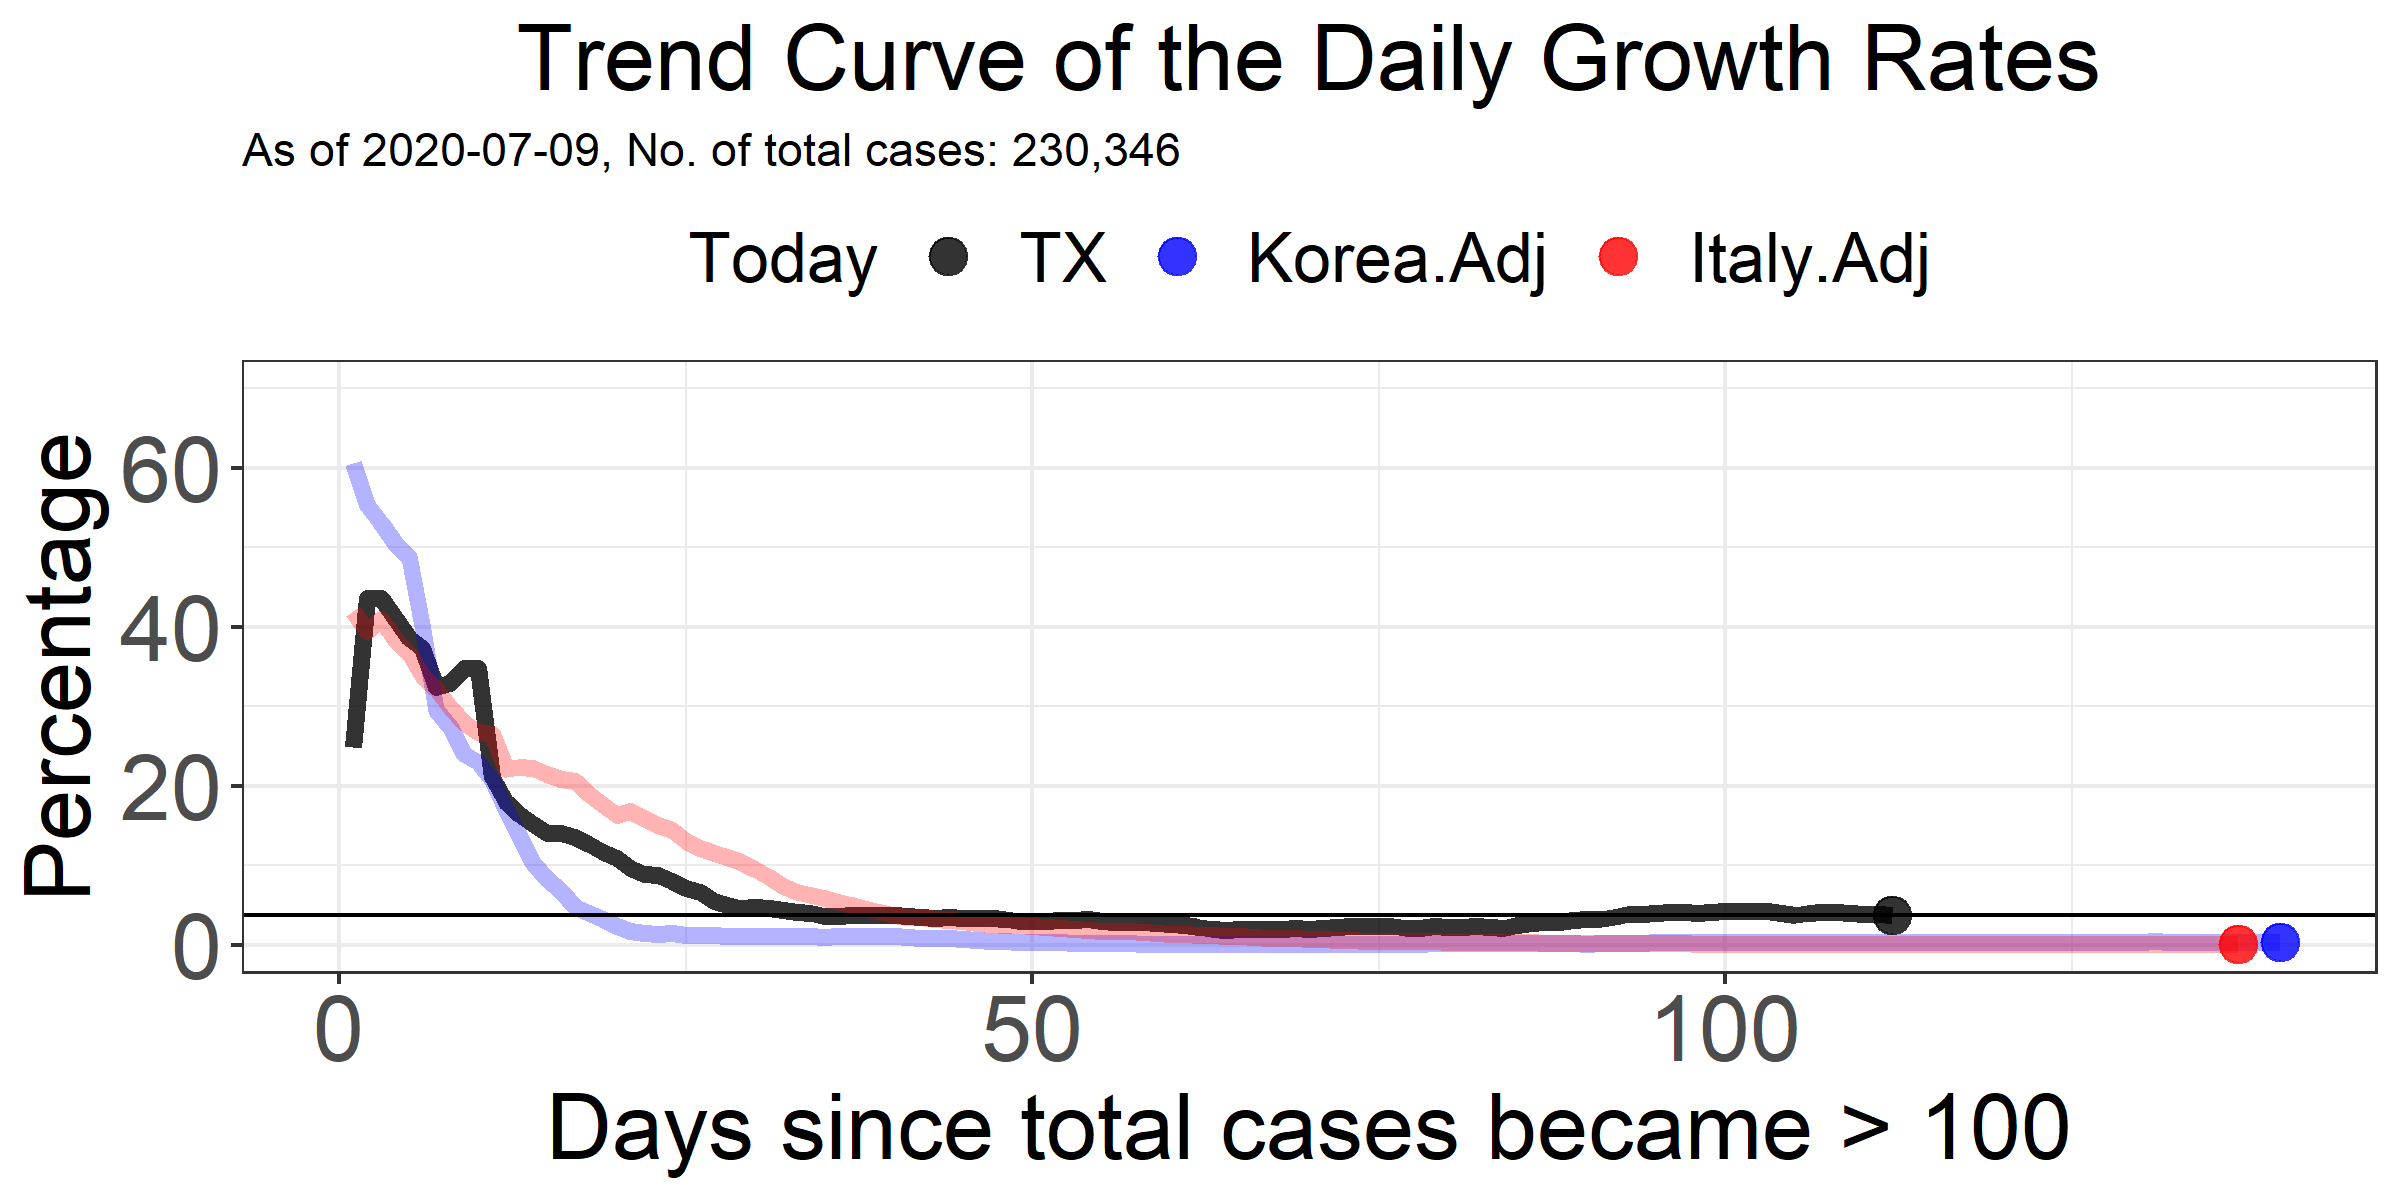 Trend Curve of the Daily Growth Rates
As of 2020-07-09, No. of total cases: 230,346
Today TX Korea.Adj Italy.Adj
Percentage
60
40
20
0
0 50 100
Days since total cases became > 100